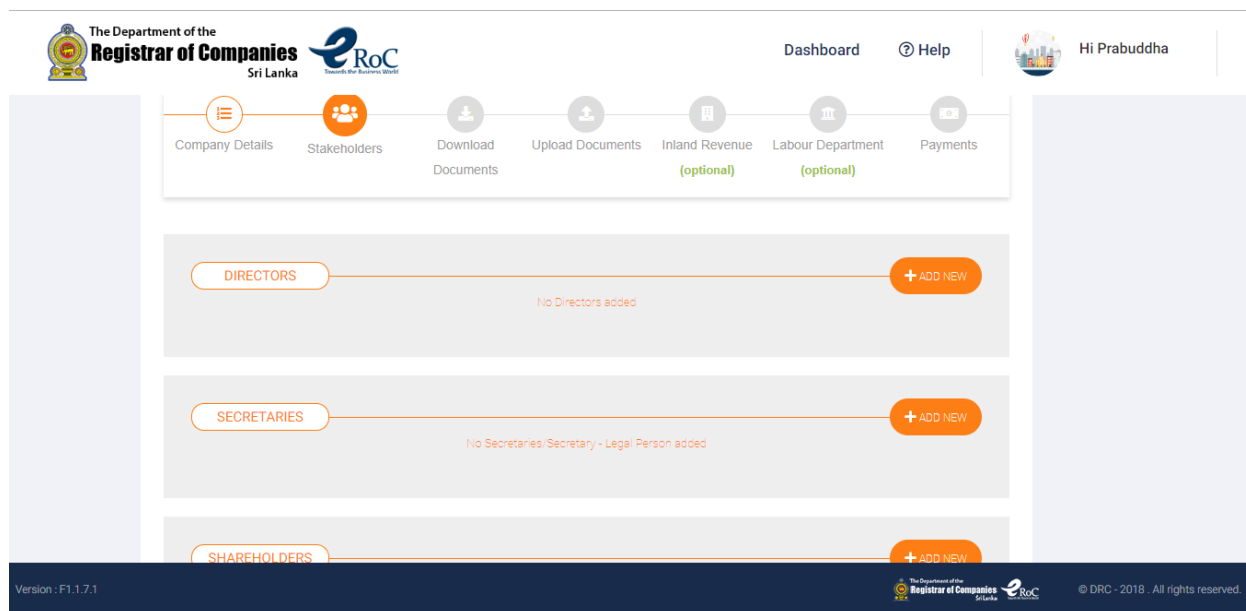 The Department of the
Registrar of Companies
Sri Lanka
eRoC
Towards the Business World
Dashboard
Help
Hi Prabuddha
Company Details
Stakeholders
Download
Documents
Upload Documents
Inland Revenue
(optional)
Labour Department
(optional)
Payments
DIRECTORS
+ ADD NEW
No Directors added
SECRETARIES
+ ADD NEW
No Secretaries/Secretary - Legal Person added
SHAREHOLDERS
+ ADD NEW
Version : F1.1.7.1
The Department of the
Registrar of Companies
Sri Lanka
eRoC
© DRC - 2018 . All rights reserved.